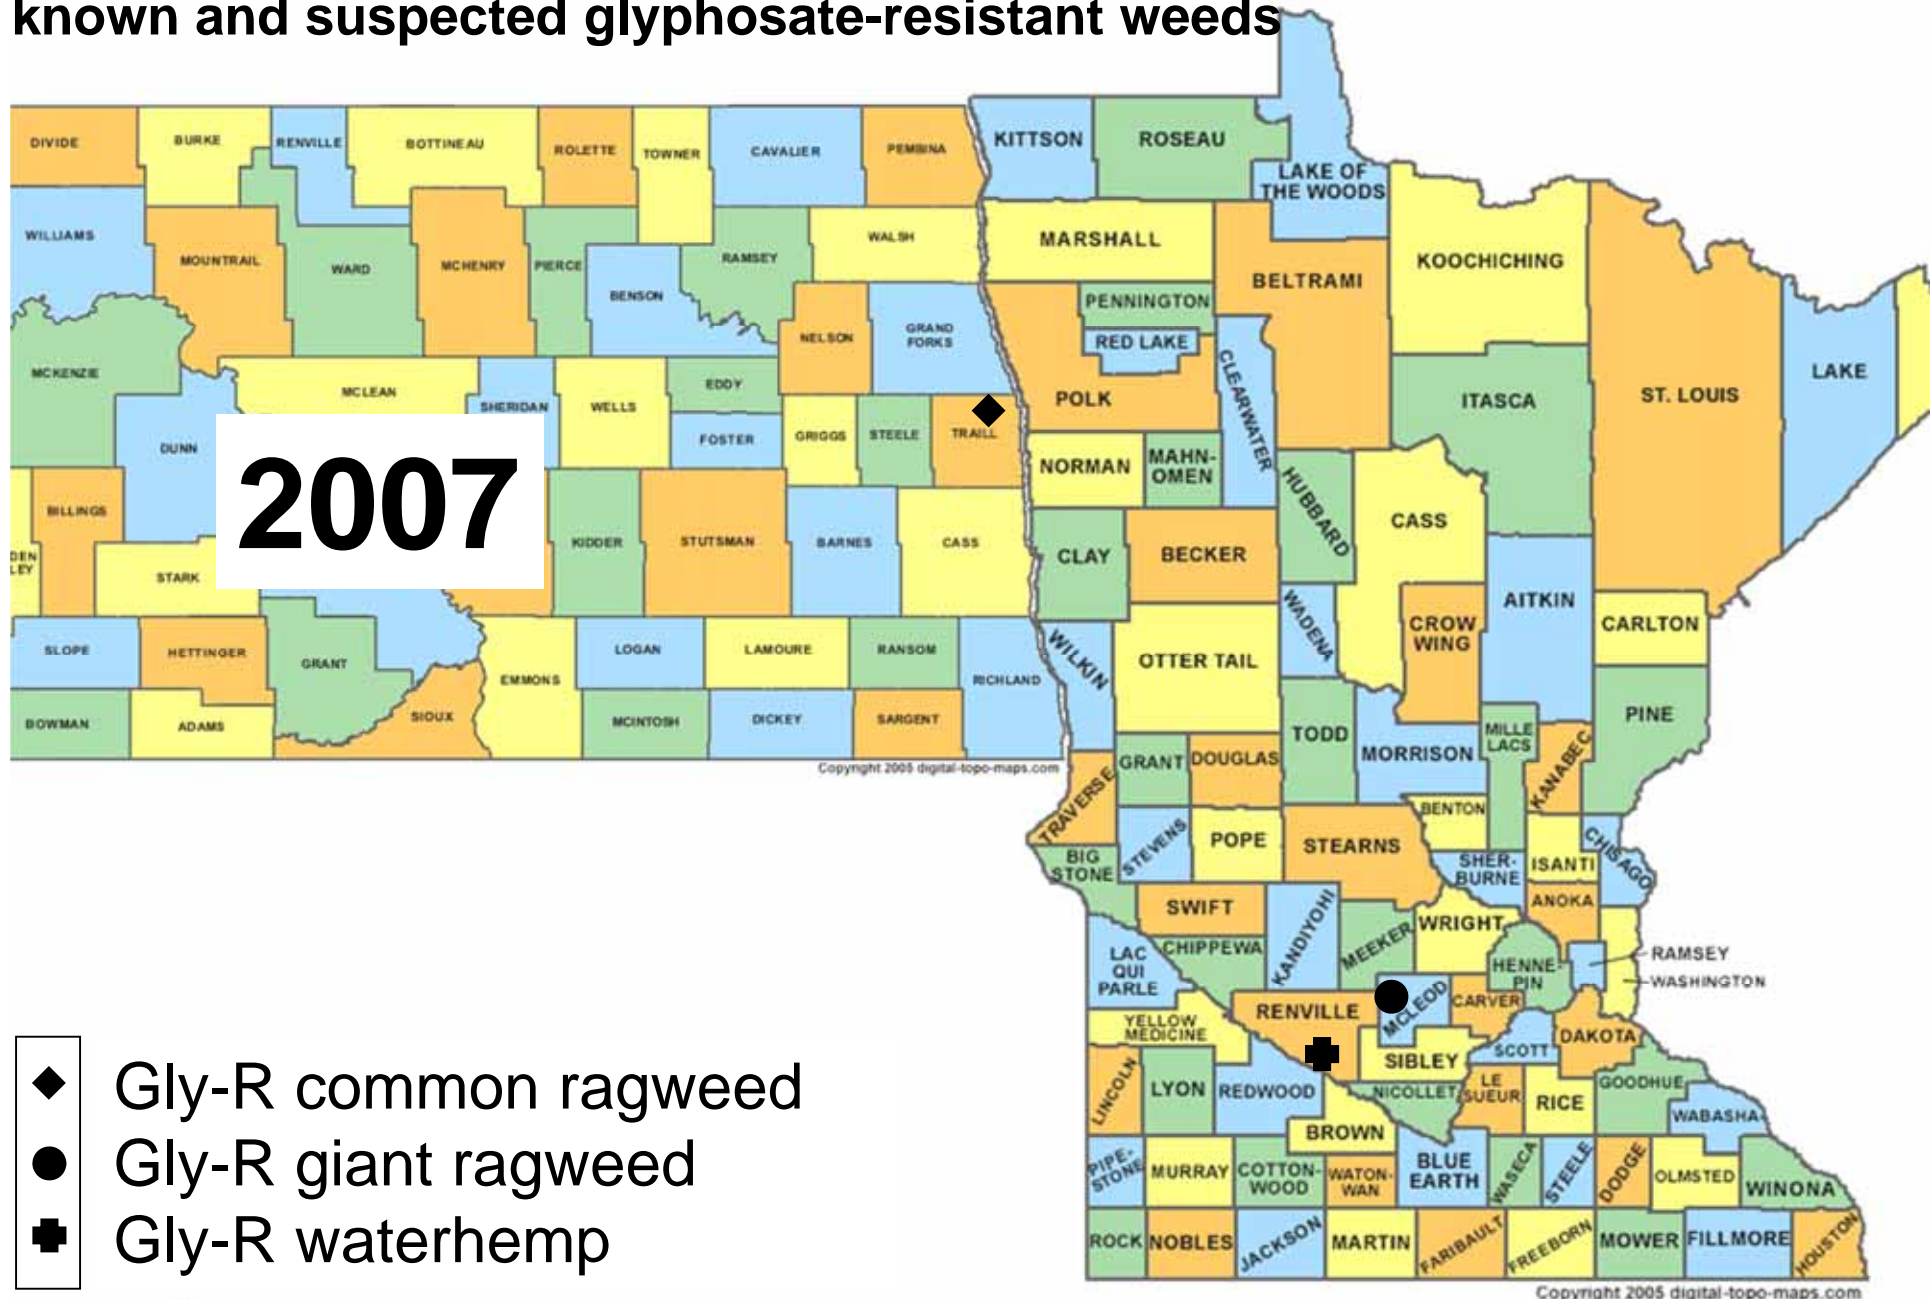 known and suspected glyphosate-resistant weeds
DIVIDE
BURKE
RENVILLE
BOTTINEAU
ROLETTE
TOWNER
CAVALIER
PEMBINA
KITTSON
ROSEAU
LAKE OF
THE WOODS
WILLIAMS
MOUNTRAIL
WARD
MCHENRY
PIERCE
BENSON
RAMSEY
WALSH
MARSHALL
BELTRAMI
KOOCHICHING
NELSON
GRAND
FORKS
PENNINGTON
RED LAKE
POLK
CLEARWATER
ITASCA
ST. LOUIS
LAKE
MCKENZIE
DUNN
MCLEAN
SHERIDAN
WELLS
EDDY
FOSTER
GRIGGS
STEELE
TRAILL
NORMAN
MAHN-
OMEN
HUBBARD
CASS
2007
BILLINGS
DEN
LEY
STARK
KIDDER
STUTSMAN
BARNES
CASS
CLAY
BECKER
WADENA
CROW
WING
AITKIN
CARLTON
SLOPE
HETTINGER
GRANT
EMMONS
LOGAN
LAMOURE
RANSOM
RICHLAND
WILKIN
OTTER TAIL
BOWMAN
ADAMS
SIOUX
MCINTOSH
DICKEY
SARGENT
TODD
MORRISON
MILLE
LACS
KANABEC
PINE
Copyright 2005 digital-topo-maps.com
TRAVERSE
GRANT
DOUGLAS
BENTON
BIG
STONE
STEVENS
POPE
STEARNS
SHER-
BURNE
ISANTI
CHISAGO
SWIFT
KANDIYOHI
MEEKER
WRIGHT
ANOKA
LAC
QUI
PARLE
CHIPPEWA
HENNE-
PIN
RAMSEY
WASHINGTON
YELLOW
MEDICINE
RENVILLE
MCLEOD
CARVER
SCOTT
DAKOTA
LINCOLN
LYON
REDWOOD
SIBLEY
NICOLLET
LE
SUEUR
RICE
GOODHUE
WABASHA
BROWN
PIPE-
STONE
MURRAY
COTTON-
WOOD
WATON-
WAN
BLUE
EARTH
WASECA
STEELE
DODGE
OLMSTED
WINONA
ROCK
NOBLES
JACKSON
MARTIN
FARIBAULT
FREEBORN
MOWER
FILLMORE
HOUSTON
Copyright 2005 digital-topo-maps.com
Gly-R common ragweed
Gly-R giant ragweed
Gly-R waterhemp